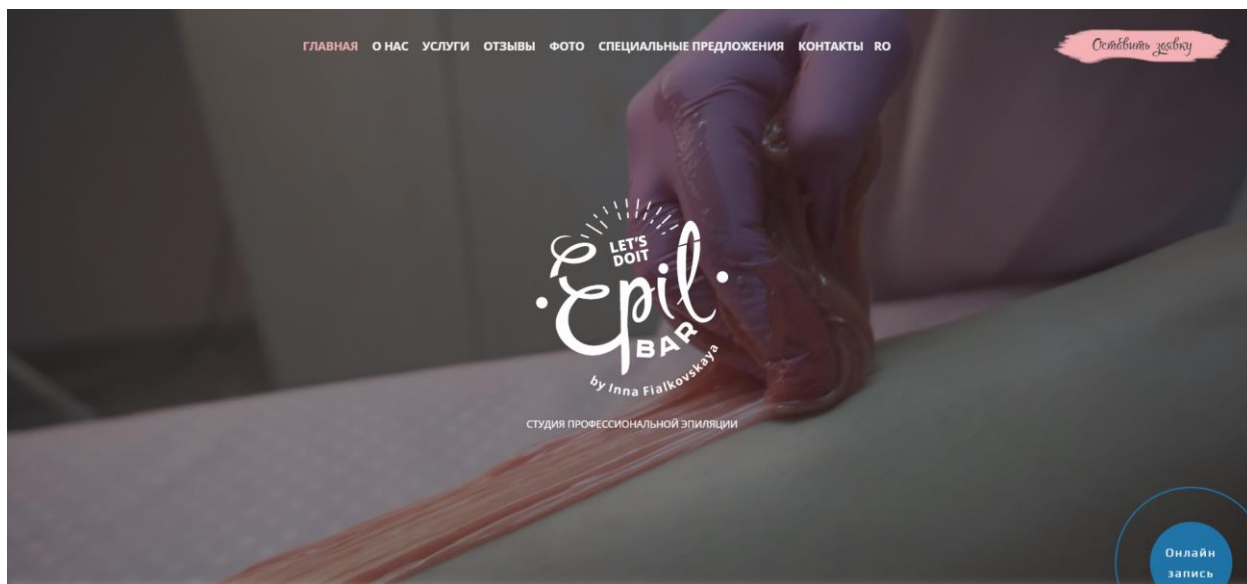 ГЛАВНАЯ О НАС УСЛУГИ ОТЗЫВЫ ФОТО СПЕЦИАЛЬНЫЕ ПРЕДЛОЖЕНИЯ КОНТАКТЫ RO
Оставить заявку
LET'S
DOIT
Epil
BAR
by Inna Fialkovskaya
СТУДИЯ ПРОФЕССИОНАЛЬНОЙ ЭПИЛЯЦИИ
Онлайн
запись